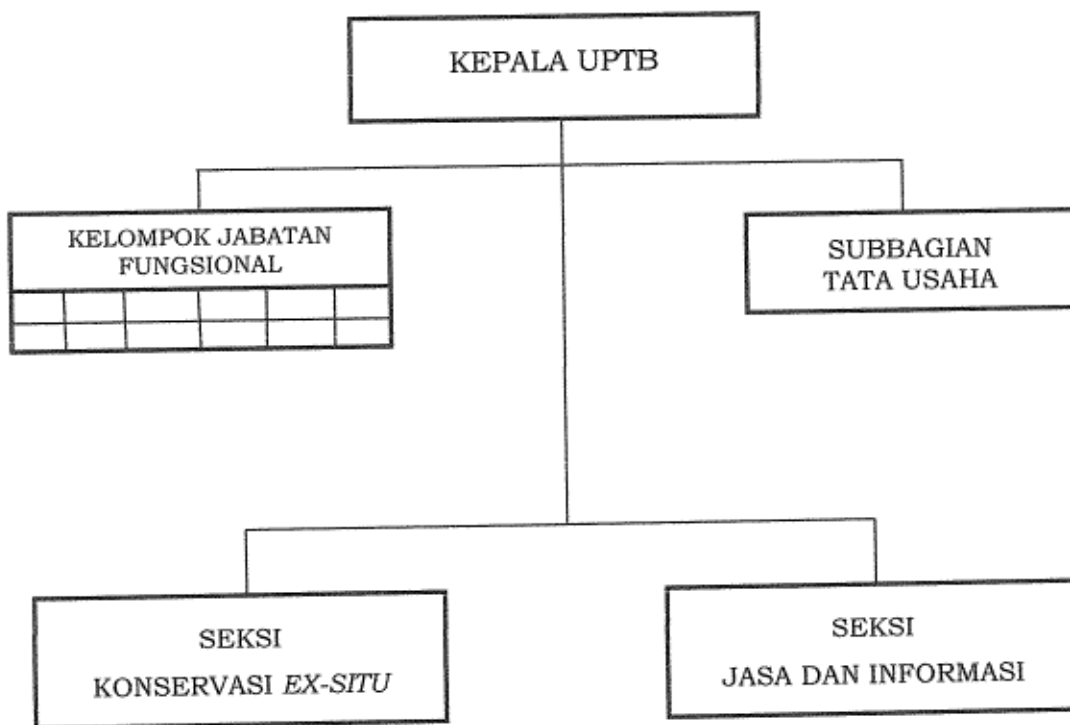 KEPALA UPTB
KELOMPOK JABATAN
FUNGSIONAL
SUBBAGIAN
TATA USAHA
SEKSI
KONSERVASI EX-SITU
SEKSI
JASA DAN INFORMASI